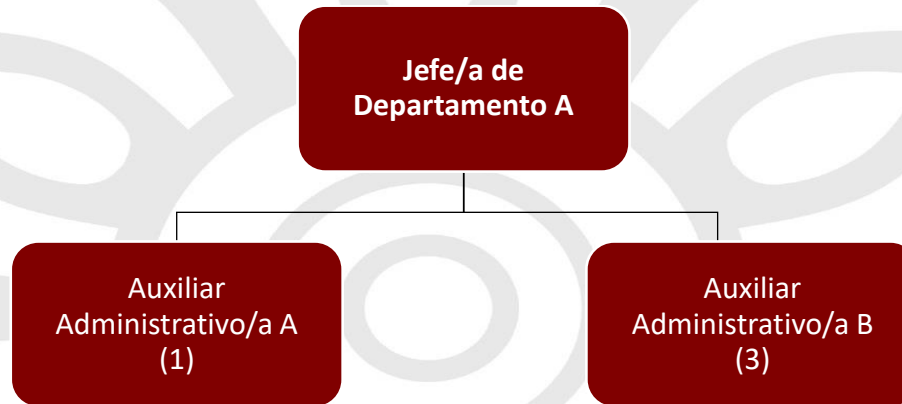 Jefe/a de
Departamento A
Auxiliar
Administrativo/a A
(1)
Auxiliar
Administrativo/a B
(3)